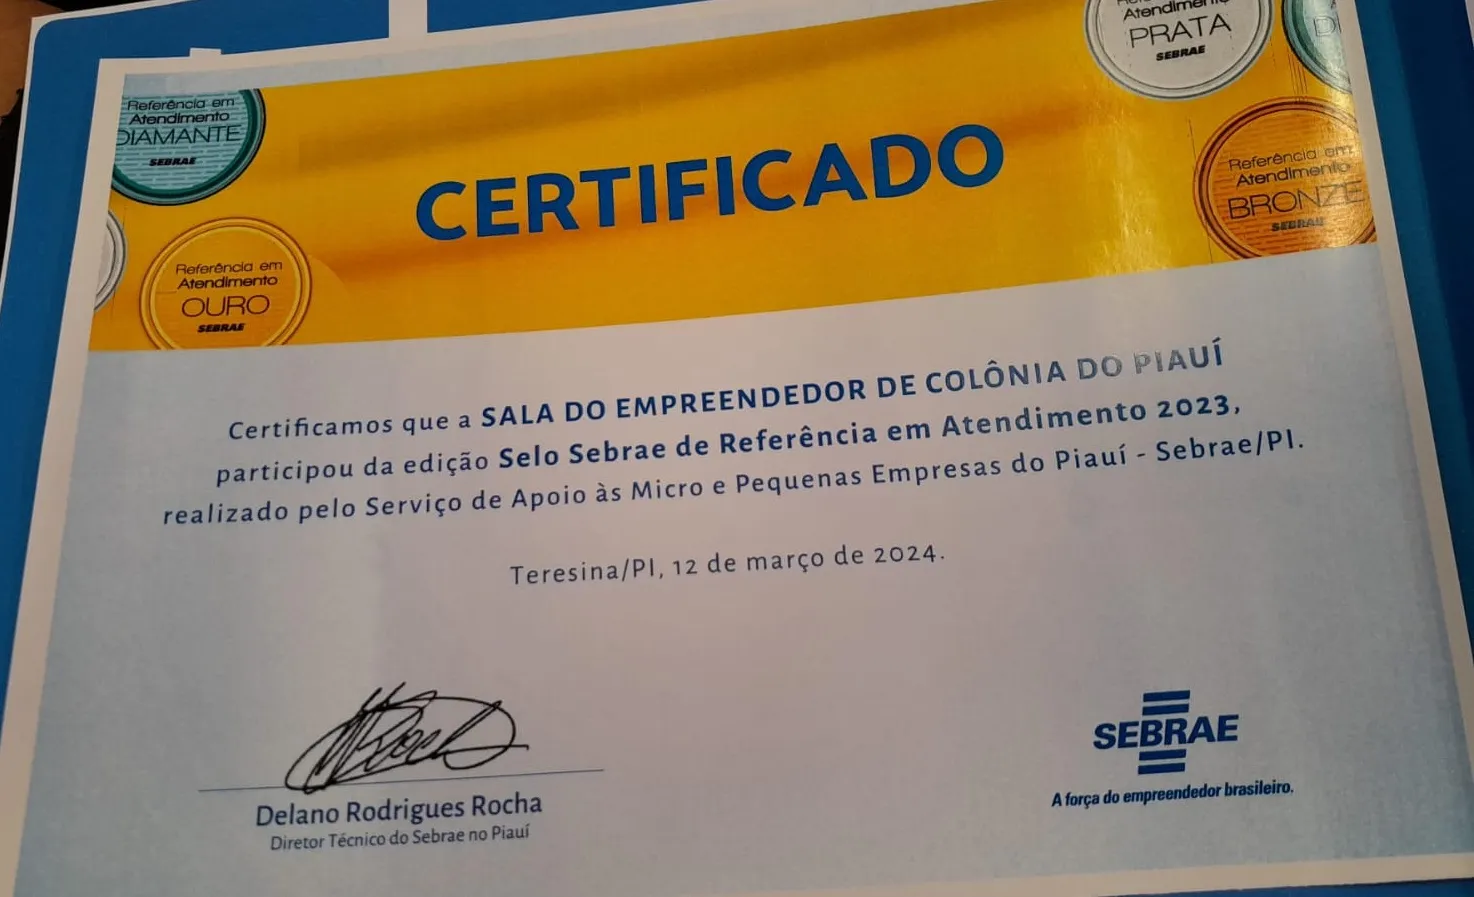 Referência em
Atendimento
DIAMANTE
SEBRAE
Referência em
Atendimento
OURO
SEBRAE
CERTIFICADO
Atendimento
PRATA
SEBRAE
Referência em
Atendimento
BRONZE
SEBRAE
Certificamos que a SALA DO EMPREENDEDOR DE COLÔNIA DO PIAUÍ
participou da edição Selo Sebrae de Referência em Atendimento 2023,
realizado pelo Serviço de Apoio às Micro e Pequenas Empresas do Piauí - Sebrae/PI.
Teresina/PI, 12 de março de 2024.
Delano Rodrigues Rocha
Diretor Técnico do Sebrae no Piauí
SEBRAE
A força do empreendedor brasileiro.